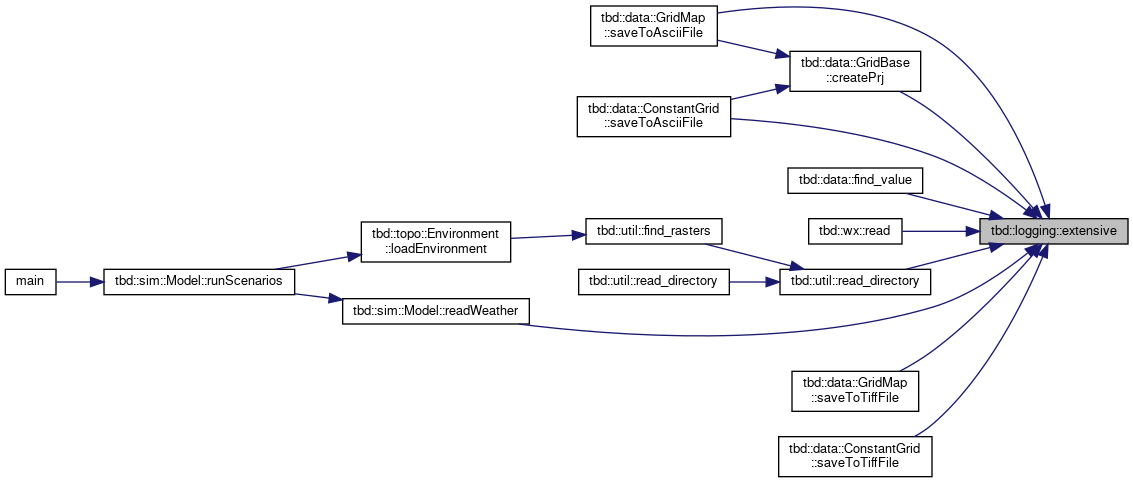 tbd::data::GridMap
::saveToAsciiFile
tbd::data::GridBase
::createPrj
tbd::data::ConstantGrid
::saveToAsciiFile
tbd::data::find_value
tbd::wx::read
tbd::logging::extensive
tbd::topo::Environment
::loadEnvironment
tbd::util::find_rasters
main
tbd::sim::Model::runScenarios
tbd::util::read_directory
tbd::util::read_directory
tbd::sim::Model::readWeather
tbd::data::GridMap
::saveToTiffFile
tbd::data::ConstantGrid
::saveToTiffFile